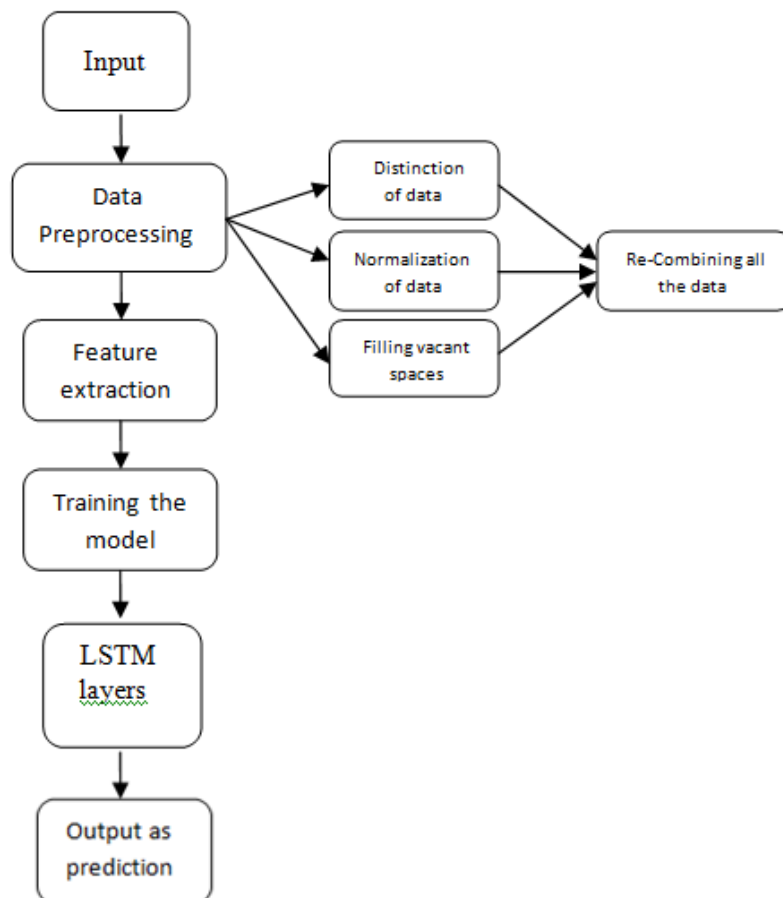 Input
Data
Preprocessing
Distinction
of data
Normalization
of data
Filling vacant
spaces
Re-Combining all
the data
Feature
extraction
Training the
model
LSTM
layers
Output as
prediction